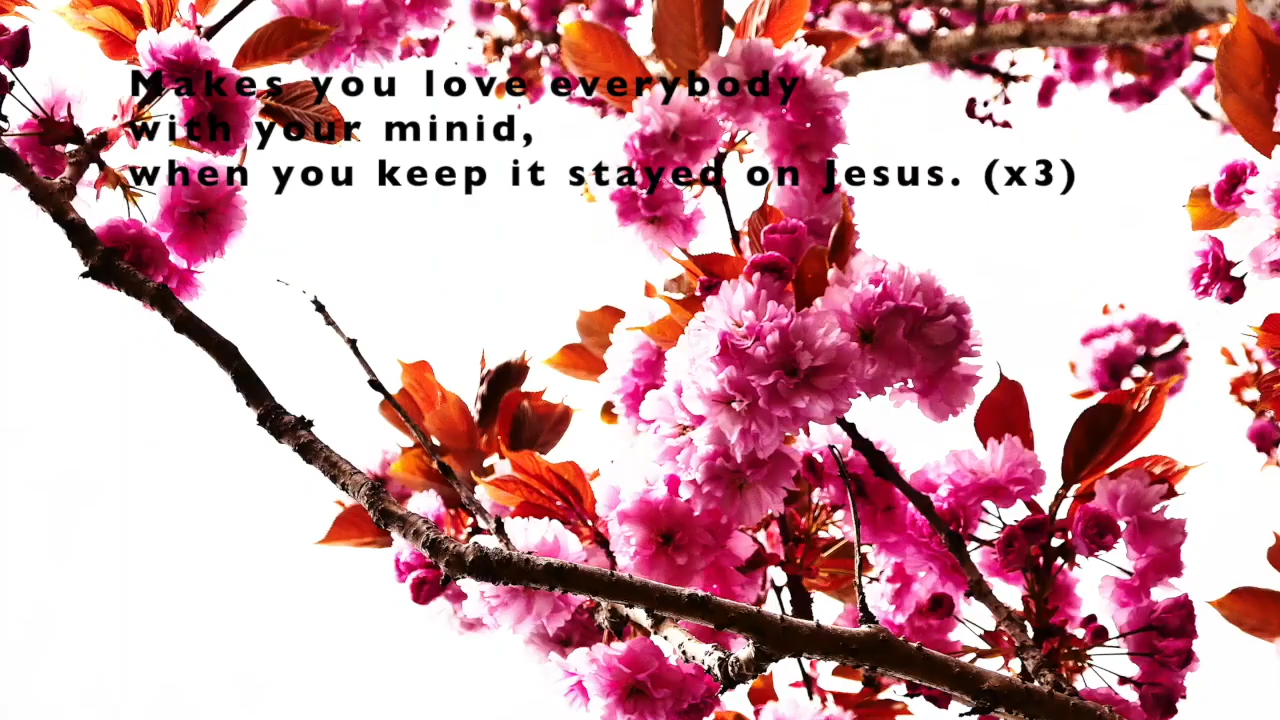 Makes you love everybody
with your minid,
when you keep it stayed on Jesus. (x3)